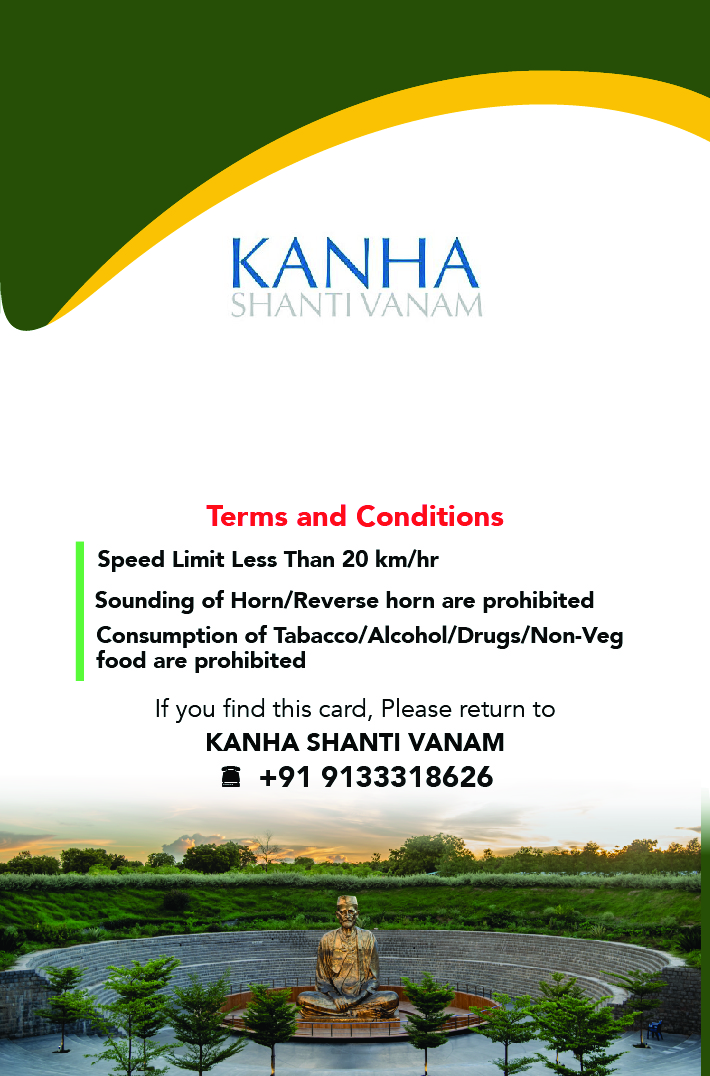 KANHA
SHANTI VANAM
Terms and Conditions
Speed Limit Less Than 20 km/hr
Sounding of Horn/Reverse horn are prohibited
Consumption of Tabacco/Alcohol/Drugs/Non-Veg
food are prohibited
If you find this card, Please return to
KANHA SHANTI VANAM
☎ +91 9133318626